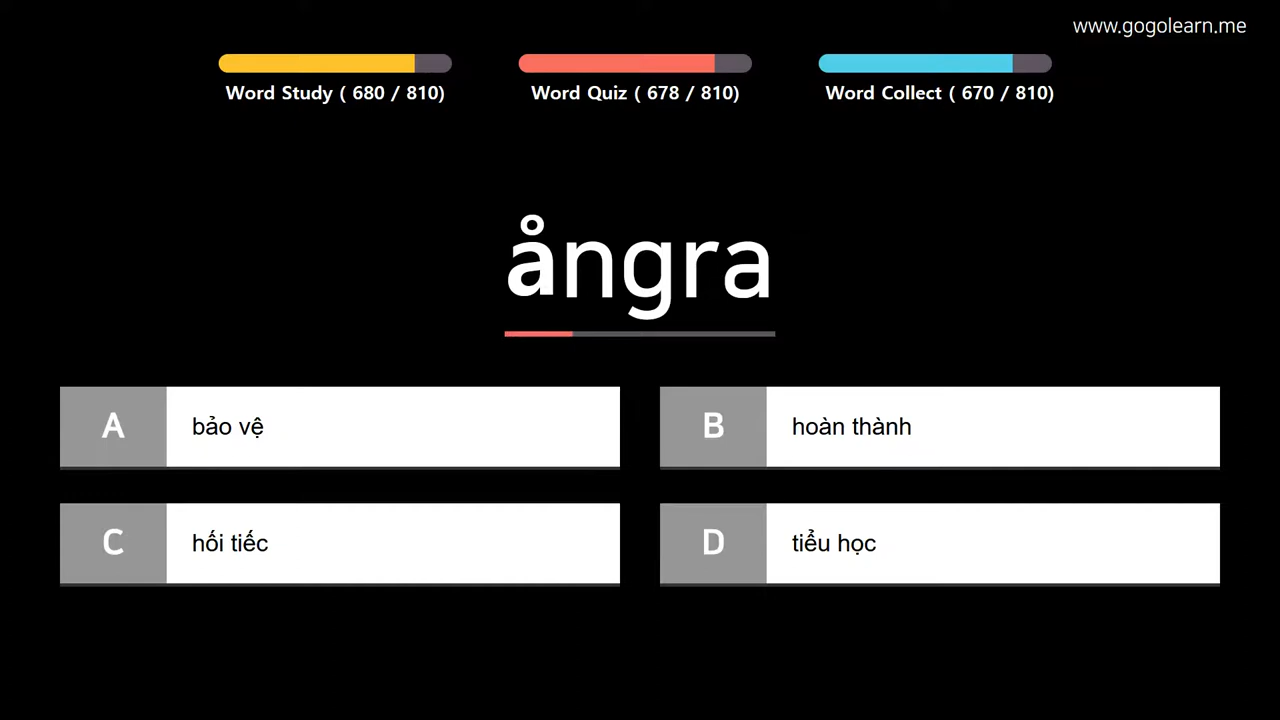 www.gogolearn.me
Word Study ( 680 / 810)
Word Quiz ( 678 / 810)
Word Collect ( 670 / 810)
ångra
A bảo vệ
B hoàn thành
C hối tiếc
D tiểu học